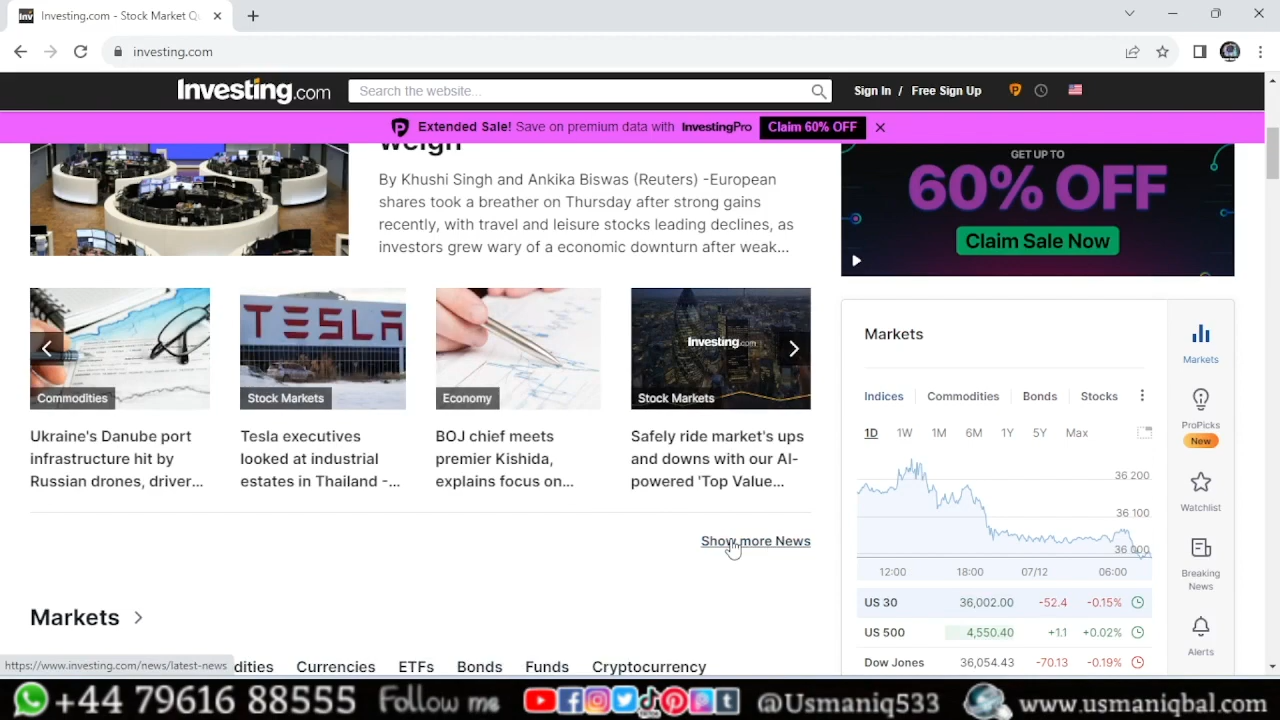 Investing.com - Stock Market Q
investing.com
Investing.com
Search the website...
Sign In / Free Sign Up
Extended Sale! Save on premium data with InvestingPro
Claim 60% OFF
weigh
By Khushi Singh and Ankika Biswas (Reuters) -European
shares took a breather on Thursday after strong gains
recently, with travel and leisure stocks leading declines, as
investors grew wary of a economic downturn after weak...
GET UP TO
60% OFF
Claim Sale Now
TESLA
Investing.com
Commodities
Stock Markets
Economy
Stock Markets
Ukraine's Danube port
infrastructure hit by
Russian drones, driver...
Tesla executives
looked at industrial
estates in Thailand -...
BOJ chief meets
premier Kishida,
explains focus on...
Safely ride market's ups
and downs with our AI-
powered 'Top Value...
Show more News
Markets
Indices
Commodities
Bonds
Stocks
1D
1W
1M
6M
1Y
5Y
Max
36 200
36 100
36 000
12:00
18:00
07/12
06:00
US 30 36,002.00 -52.4 -0.15%
US 500 4,550.40 +1.1 +0.02%
Dow Jones 36,054.43 -70.13 -0.19%
Markets
ProPicks
New
Watchlist
Breaking
News
Alerts
Markets
https://www.investing.com/news/latest-news
dities
Currencies
ETFs
Bonds
Funds
Cryptocurrency
+44 79616 88555
Follow me
@Usmaniq533
www.usmaniqbal.com